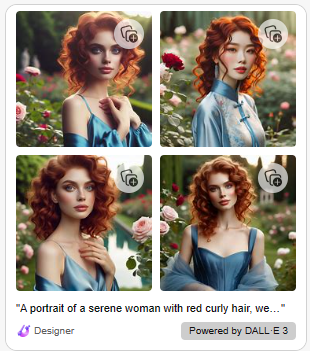 "A portrait of a serene woman with red curly hair, we…"
Designer
Powered by DALL·E 3